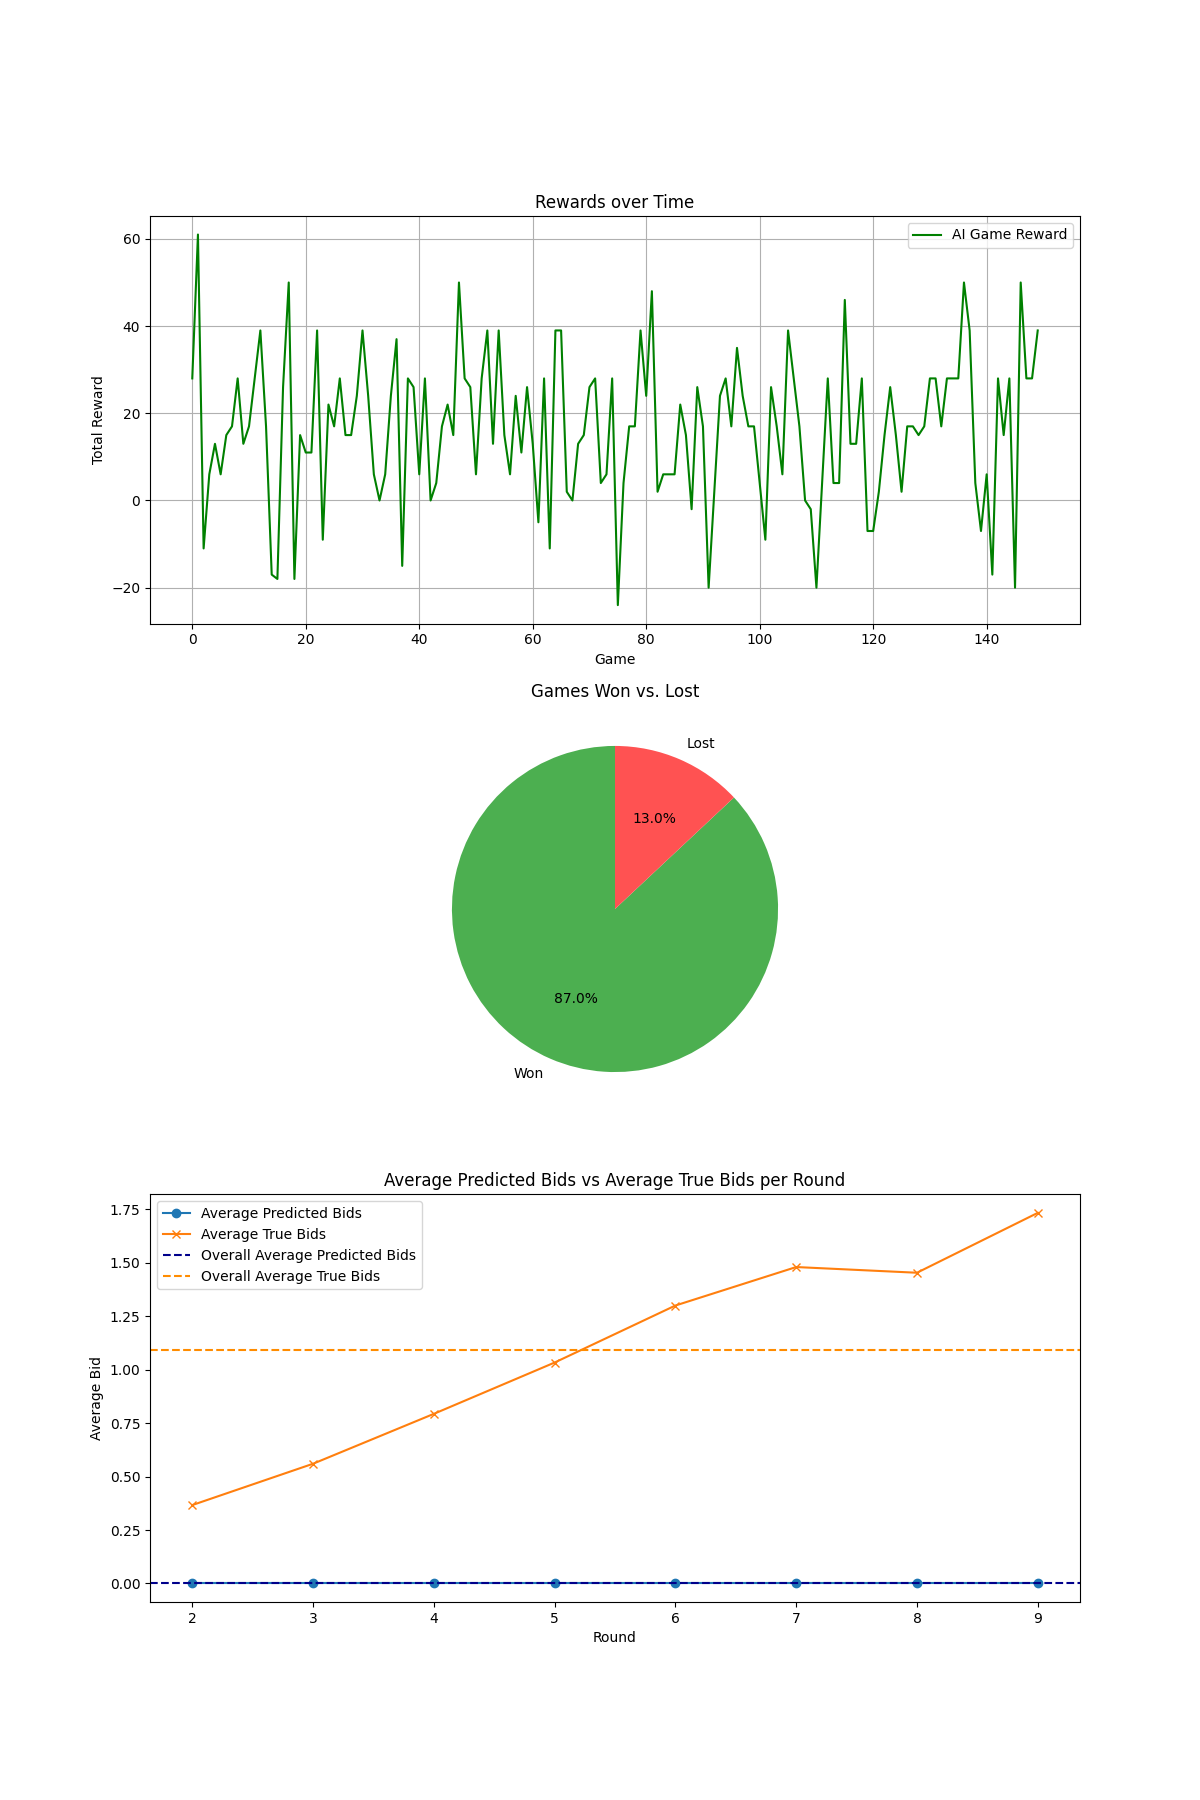 Rewards over Time
AI Game Reward
60
40
20
0
−20
Total Reward
0 20 40 60 80 100 120 140
Game
Games Won vs. Lost
Lost
13.0%
87.0%
Won
Average Predicted Bids vs Average True Bids per Round
Average Predicted Bids
Average True Bids
Overall Average Predicted Bids
Overall Average True Bids
1.75
1.50
1.25
1.00
0.75
0.50
0.25
0.00
Average Bid
2 3 4 5 6 7 8 9
Round